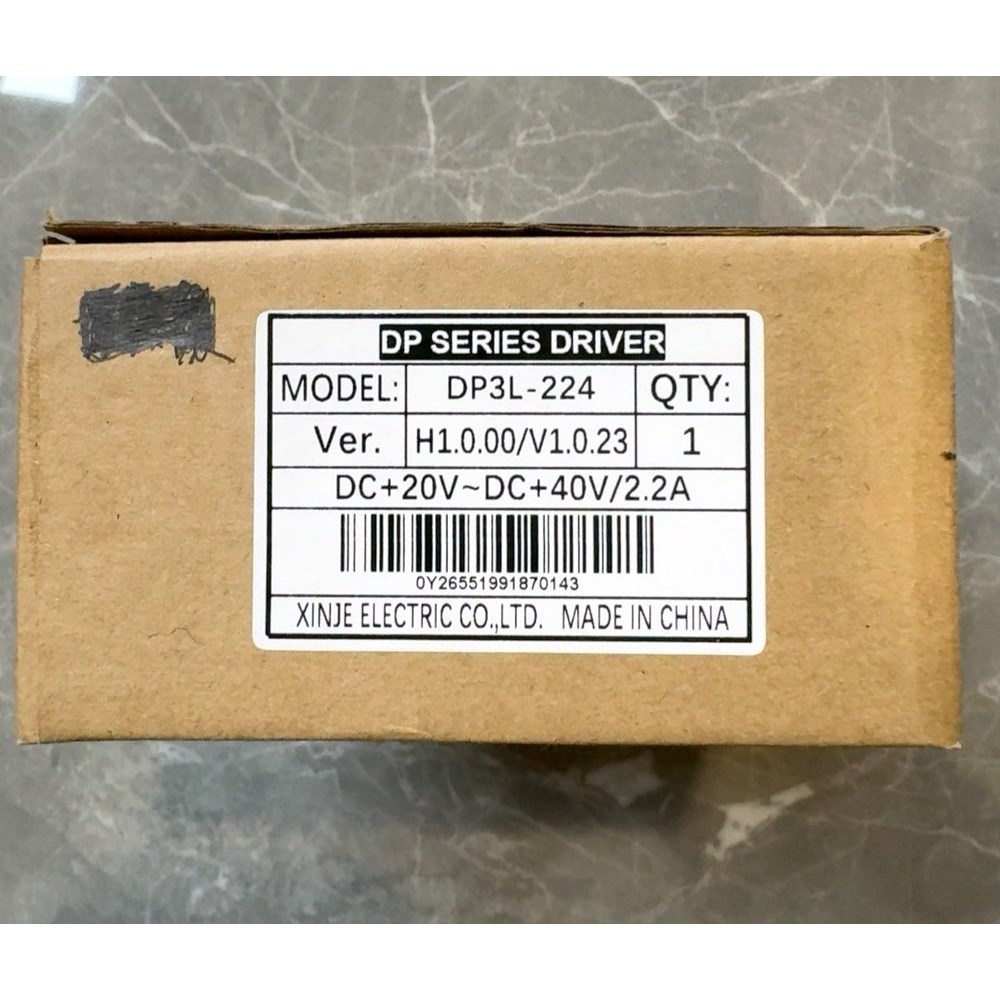 DP SERIES DRIVER
MODEL: DP3L-224 QTY:
Ver. H1.0.00/V1.0.23 1
DC+20V~DC+40V/2.2A
0Y26551991870143
XINJE ELECTRIC CO.,LTD. MADE IN CHINA